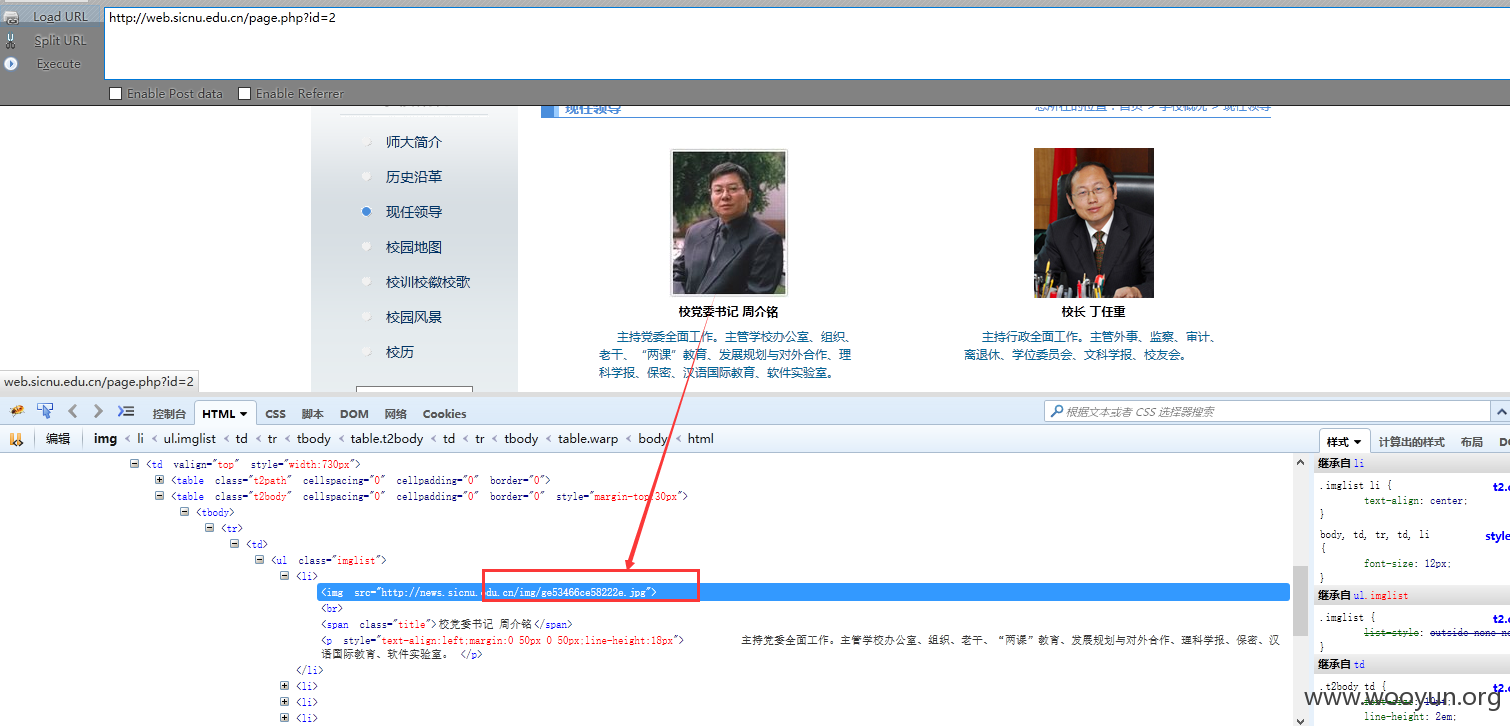 Load URL
http://web.sicnu.edu.cn/page.php?id=2
Split URL
Execute
Enable Post data
Enable Referrer
现任领导
您所在的位置：首页 > 学校概况 > 现任领导
师大简介
历史沿革
现任领导
校园地图
校训校徽校歌
校园风景
校历
校党委书记 周介铭
主持党委全面工作。主管学校办公室、组织、
老干、“两课”教育、发展规划与对外合作、理
科学报、保密、汉语国际教育、软件实验室。
校长 丁任重
主持行政全面工作。主管外事、监察、审计、
离退休、学位委员会、文科学报、校友会。
web.sicnu.edu.cn/page.php?id=2
控制台 HTML CSS 脚本 DOM 网络 Cookies
根据文本或者 CSS 选择器搜索
编辑 img < li < ul.imglist < td < tr < tbody < table.t2body < td < tr < tbody < table.warp < body < html
样式 计算出的样式 布局
<td valign="top" style="width:730px">
<table class="t2path" cellspacing="0" cellpadding="0" border="0">
<table class="t2body" cellspacing="0" cellpadding="0" border="0" style="margin-top:30px">
<tbody>
<tr>
<td>
<ul class="imglist">
<li>
<img src="http://news.sicnu.edu.cn/img/ge53466ce58222e.jpg">
<br>
<span class="title">校党委书记 周介铭</span>
<p style="text-align:left;margin:0 50px 0 50px;line-height:18px"> 主持党委全面工作。主管学校办公室、组织、老干、“两课”教育、发展规划与对外合作、理科学报、保密、汉
语国际教育、软件实验室。 </p>
</li>
<li>
<li>
<li>
继承自 li
.imglist li {
text-align: center;
}
body, td, tr, td, li
{
font-size: 12px;
}
继承自 ul.imglist
.imglist {
list-style: outside none
}
继承自 td
.t2body td {
line-height: 2em;
www.wooyun.org